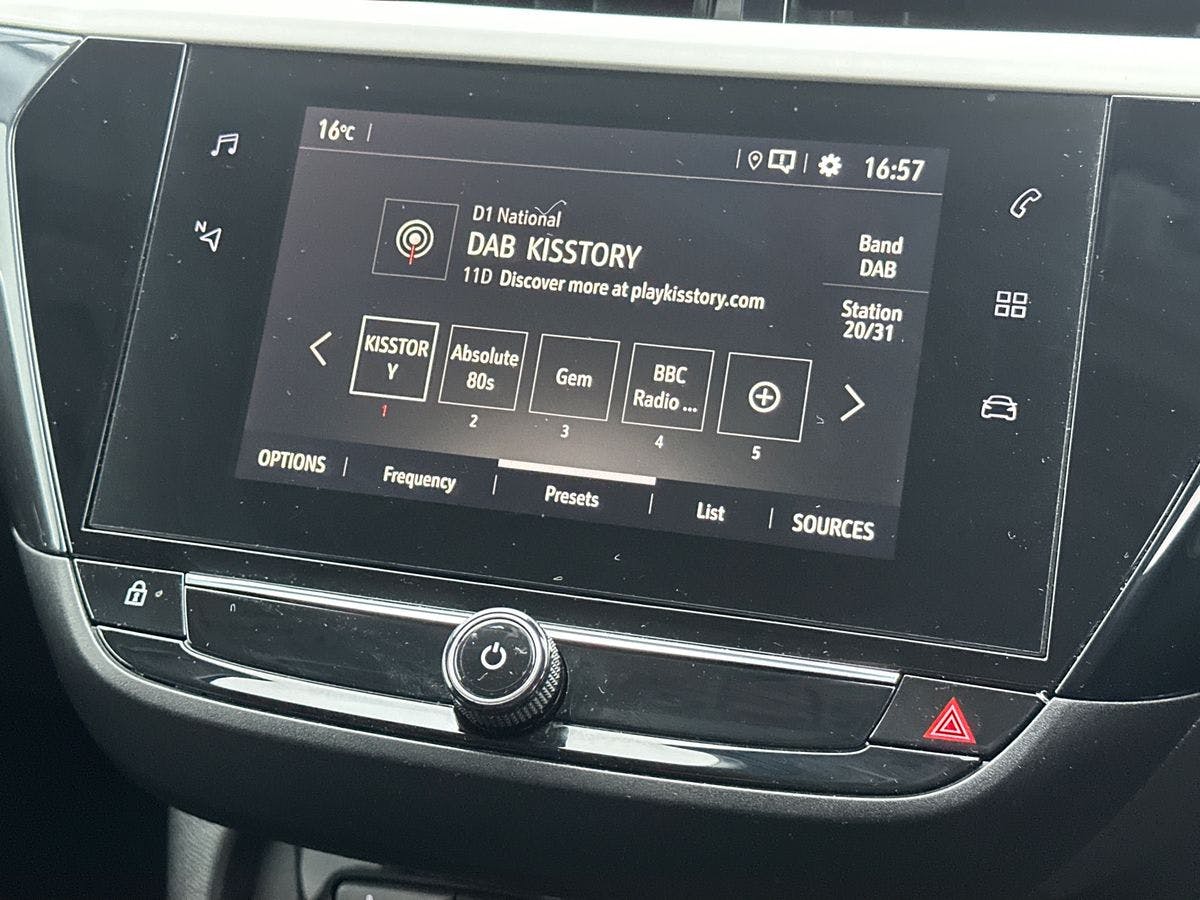 16°C
16:57
N
D1 National
DAB KISSTORY
11D Discover more at playkisstory.com
Band
DAB
Station
20/31
KISSTOR
Y
Absolute
80s
Gem
BBC
Radio ...
1
2
3
4
5
OPTIONS
Frequency
Presets
List
SOURCES